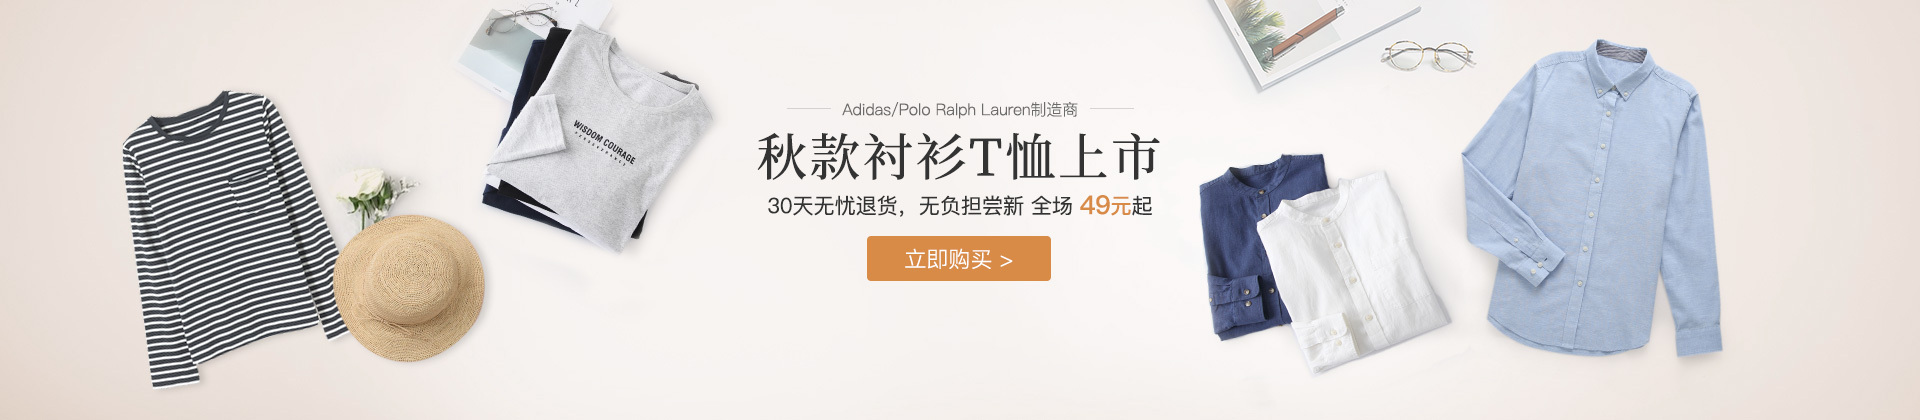 Adidas/Polo Ralph Lauren制造商
秋款衬衫T恤上市
30天无忧退货，无负担尝新 全场 49元起
立即购买 >
WISDOM COURAGE
PERSEVERANCE